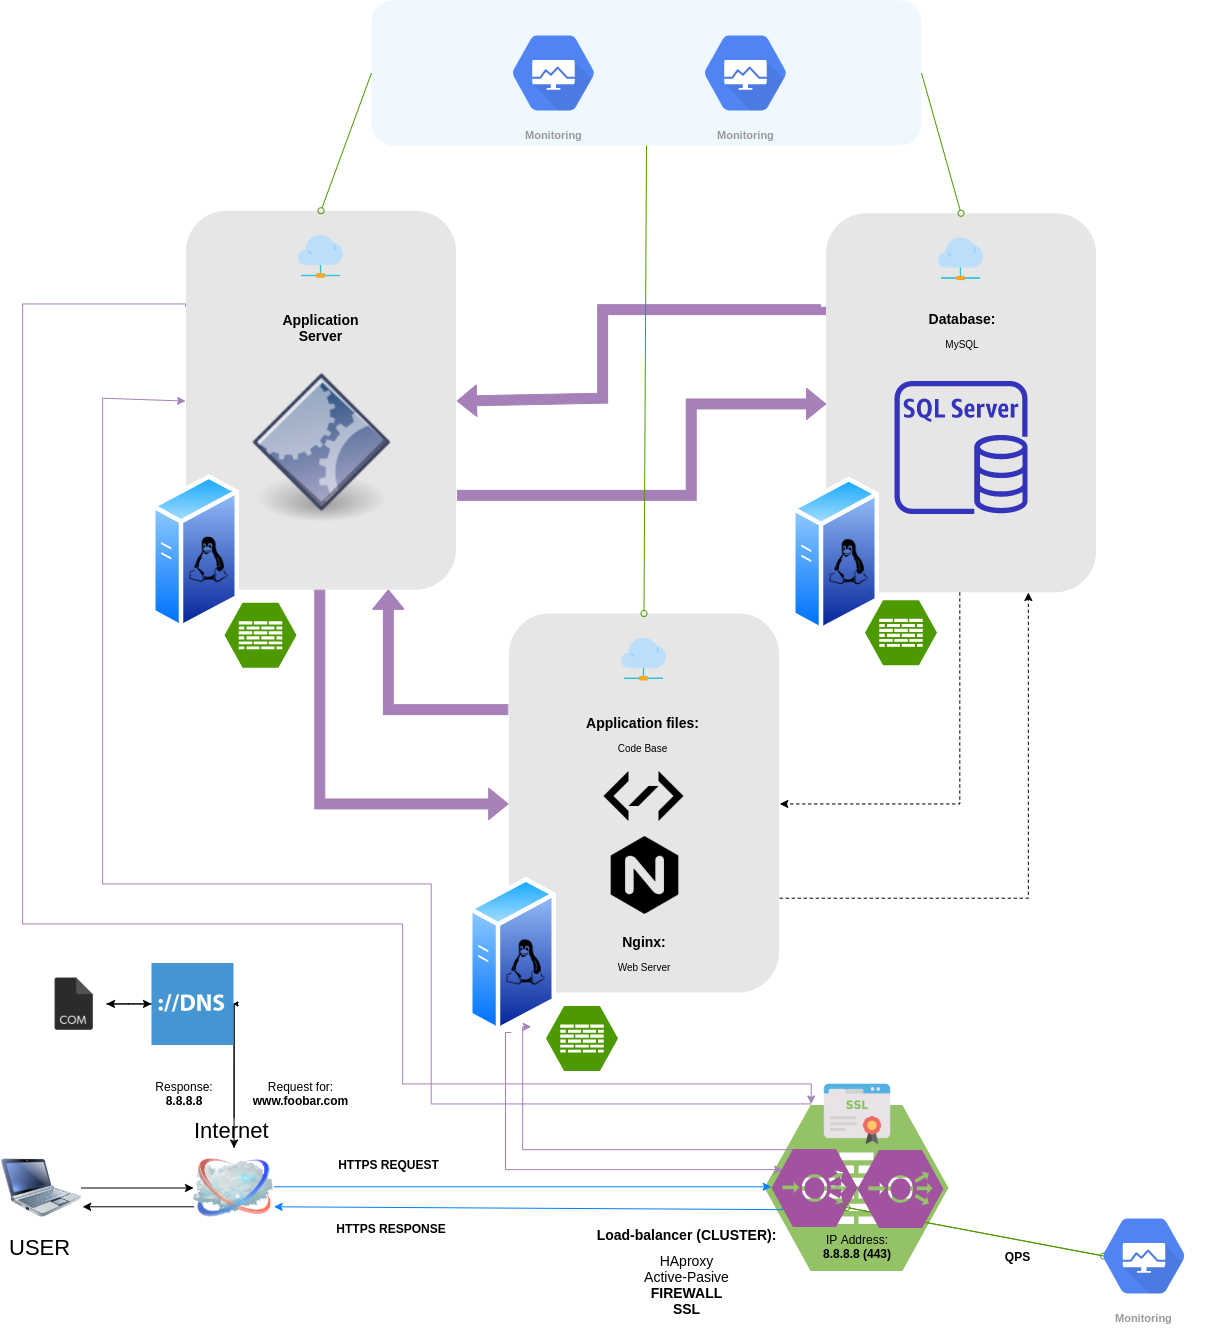 Monitoring
Monitoring
Application
Server
Database:
MySQL
SQL Server
Application files:
Code Base
N
Nginx:
Web Server
COM
://DNS
Response:
8.8.8.8
Request for:
www.foobar.com
Internet
SSL
HTTPS REQUEST
HTTPS RESPONSE
USER
Load-balancer (CLUSTER):
HAproxy
Active-Pasive
FIREWALL
SSL
IP Address:
8.8.8.8 (443)
QPS
Monitoring